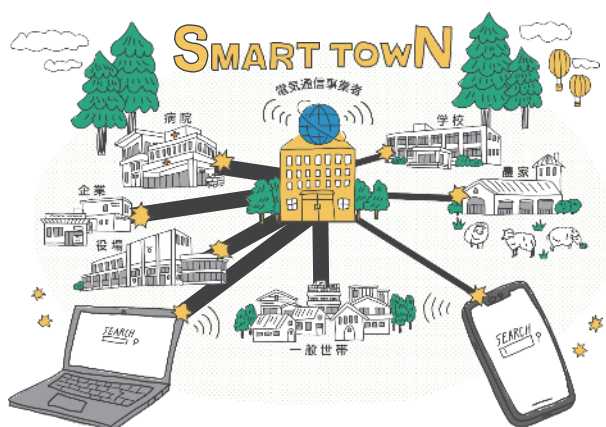 SMART TOWN
電気通信事業者
病院
学校
企業
農家
役場
一般世帯
SEARCH
?
SEARCH
?